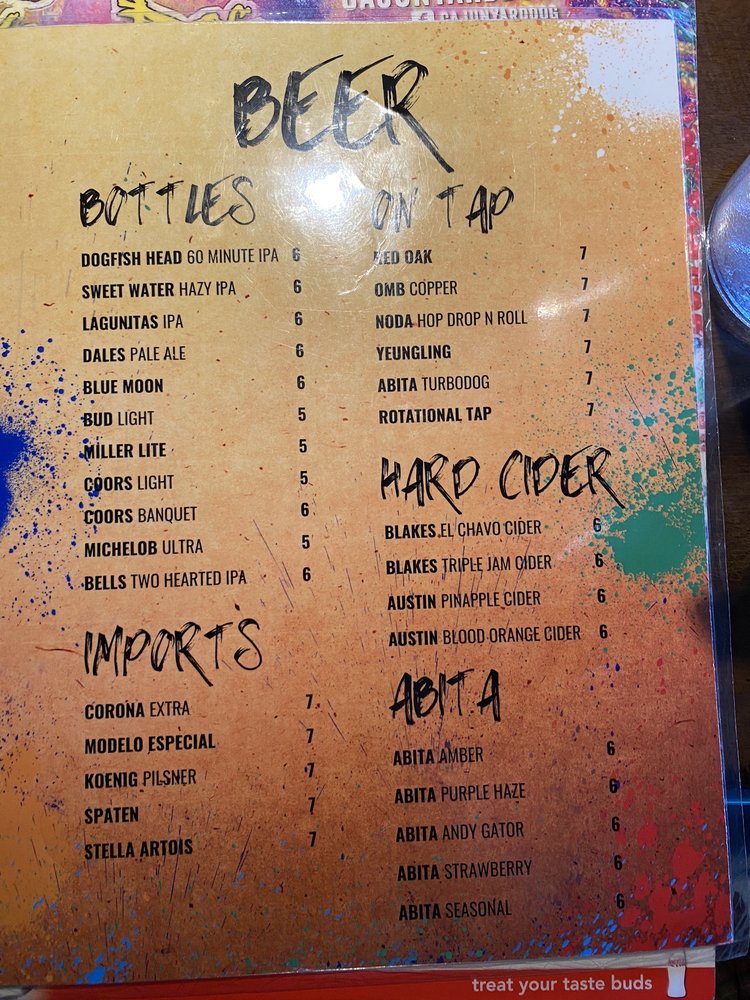 CAJUNYARDDOG
BEER
BOTTLES
DOGFISH HEAD 60 MINUTE IPA 6
SWEET WATER HAZY IPA 6
LAGUNITAS IPA 6
DALES PALE ALE 6
BLUE MOON 6
BUD LIGHT 5
MILLER LITE 5
COORS LIGHT 5
COORS BANQUET 6
MICHELOB ULTRA 5
BELLS TWO HEARTED IPA 6
IMPORTS
CORONA EXTRA 7
MODELO ESPECIAL 7
KOENIG PILSNER 7
SPATEN 7
STELLA ARTOIS 7
ON TAP
RED OAK 7
OMB COPPER 7
NODA HOP DROP N ROLL 7
YEUNGLING 7
ABITA TURBODOG 7
ROTATIONAL TAP 7
HARD CIDER
BLAKES EL CHAVO CIDER 6
BLAKES TRIPLE JAM CIDER 6
AUSTIN PINAPPLE CIDER 6
AUSTIN BLOOD ORANGE CIDER 6
ABITA
ABITA AMBER 6
ABITA PURPLE HAZE 6
ABITA ANDY GATOR 6
ABITA STRAWBERRY 6
ABITA SEASONAL 6
treat your taste buds